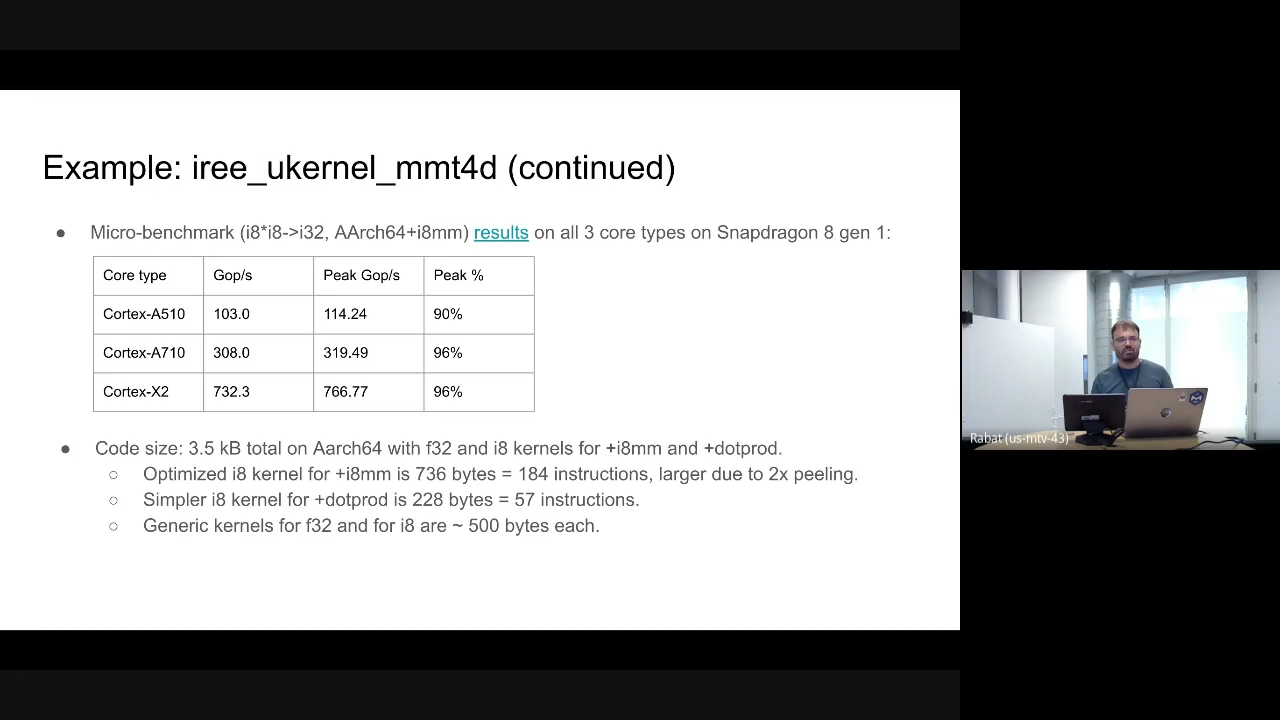 Example: iree_ukernel_mmt4d (continued)
● Micro-benchmark (i8*i8->i32, AArch64+i8mm) results on all 3 core types on Snapdragon 8 gen 1:
Core type Gop/s Peak Gop/s Peak %
Cortex-A510 103.0 114.24 90%
Cortex-A710 308.0 319.49 96%
Cortex-X2 732.3 766.77 96%
● Code size: 3.5 kB total on Aarch64 with f32 and i8 kernels for +i8mm and +dotprod.
○ Optimized i8 kernel for +i8mm is 736 bytes = 184 instructions, larger due to 2x peeling.
○ Simpler i8 kernel for +dotprod is 228 bytes = 57 instructions.
○ Generic kernels for f32 and for i8 are ~ 500 bytes each.
Rabat (us-mtv-43)